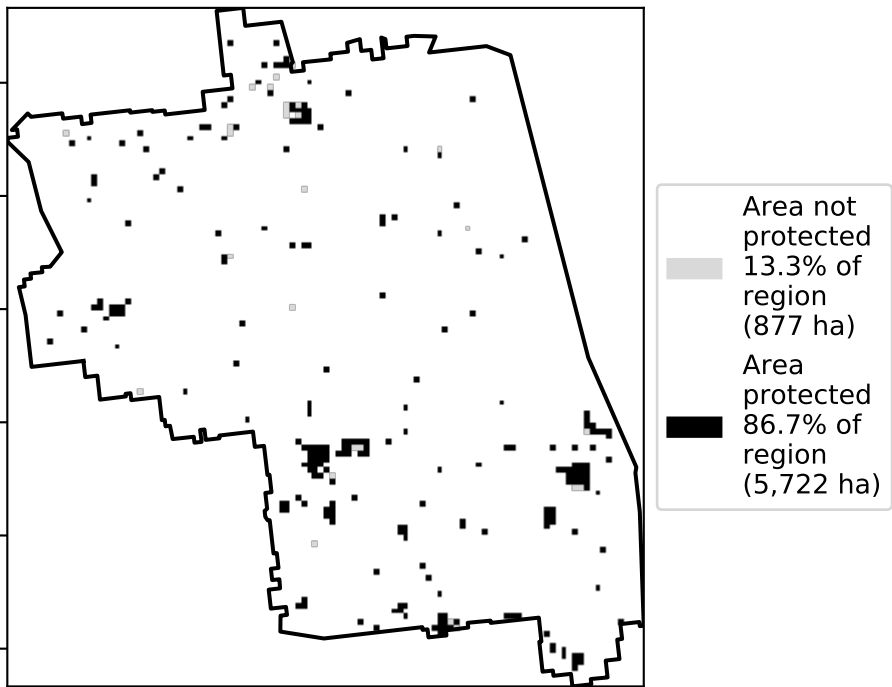 Area not
protected
13.3% of
region
(877 ha)
Area
protected
86.7% of
region
(5,722 ha)